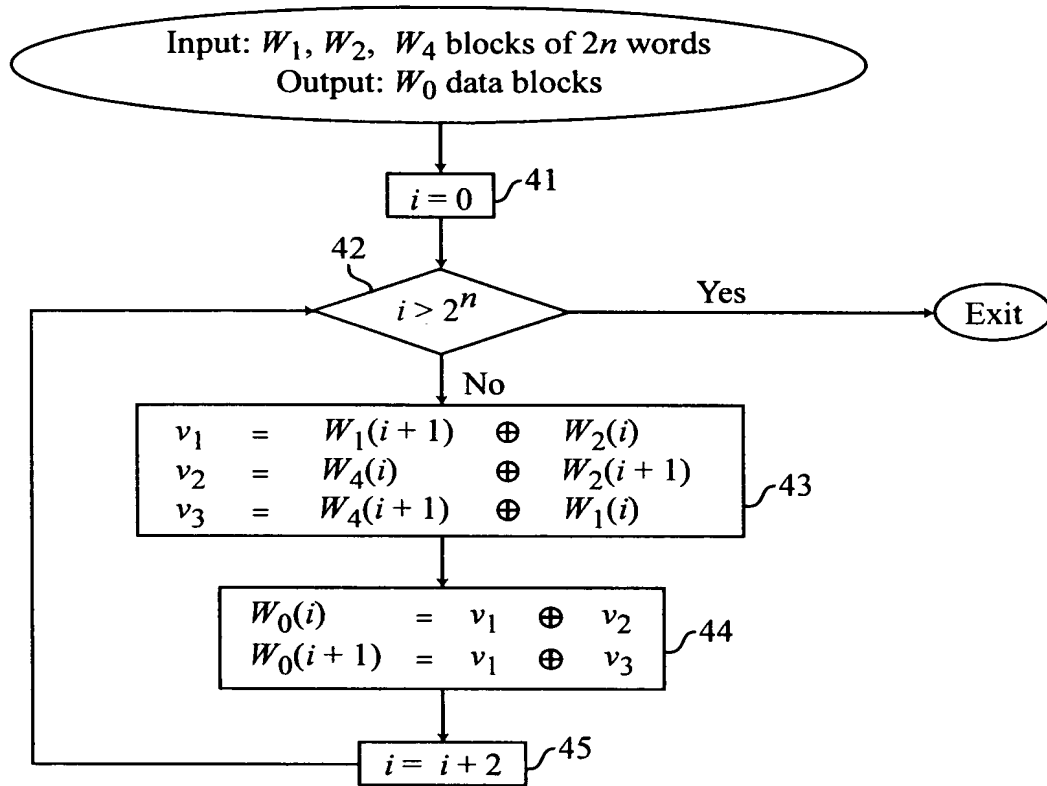 Input: W₁, W₂, W₄ blocks of 2n words
Output: W₀ data blocks
41
i = 0
42
i > 2ⁿ
Yes
Exit
No
v₁ = W₁(i + 1) ⊕ W₂(i)
v₂ = W₄(i) ⊕ W₂(i + 1)
v₃ = W₄(i + 1) ⊕ W₁(i)
43
W₀(i) = v₁ ⊕ v₂
W₀(i + 1) = v₁ ⊕ v₃
44
i = i + 2
45